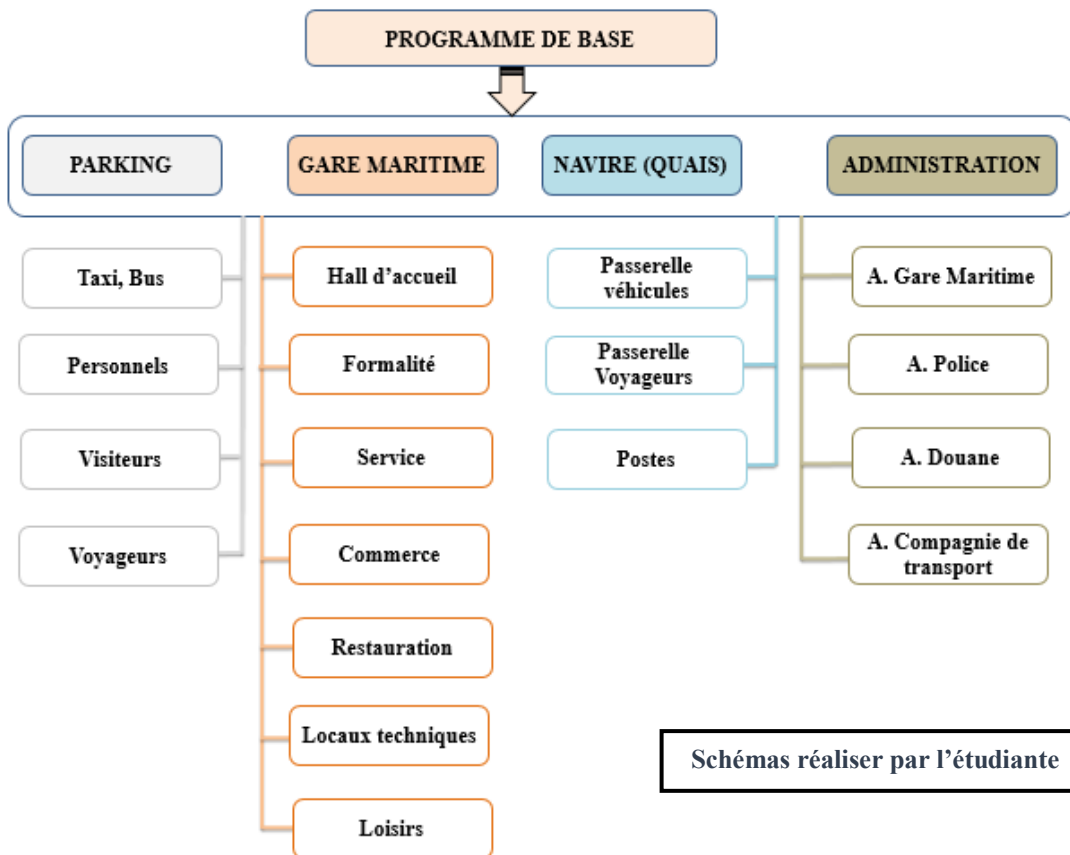 PROGRAMME DE BASE
PARKING
GARE MARITIME
NAVIRE (QUAIS)
ADMINISTRATION
Taxi, Bus
Personnels
Visiteurs
Voyageurs
Hall d’accueil
Formalité
Service
Commerce
Restauration
Locaux techniques
Loisirs
Passerelle
véhicules
Passerelle
Voyageurs
Postes
A. Gare Maritime
A. Police
A. Douane
A. Compagnie de
transport
Schémas réaliser par l’étudiante